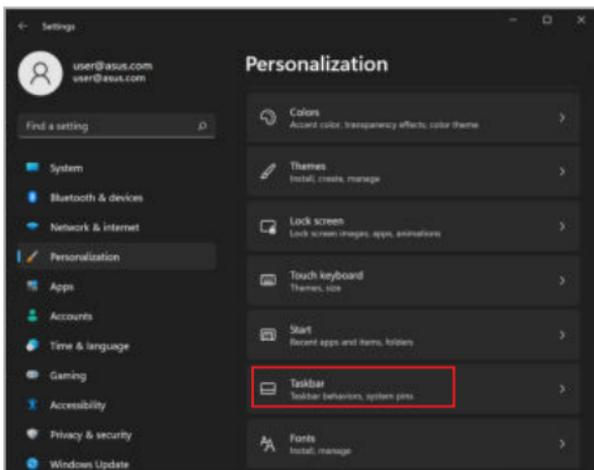 Settings
user@asus.com
user@asus.com
Find a setting
System
Bluetooth & devices
Network & internet
Personalization
Apps
Accounts
Time & language
Gaming
Accessibility
Privacy & security
Windows Update
Personalization
Colors
Accent color, transparency effects, color theme
Themes
Install, create, manage
Lock screen
Lock screen images, apps, animations
Touch keyboard
Themes, size
Start
Recent apps and items, folders
Taskbar
Taskbar behaviors, system pins
Fonts
Install, manage